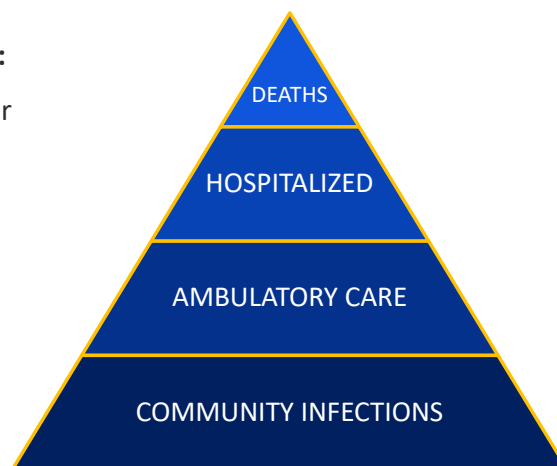 :
r
DEATHS
HOSPITALIZED
AMBULATORY CARE
COMMUNITY INFECTIONS